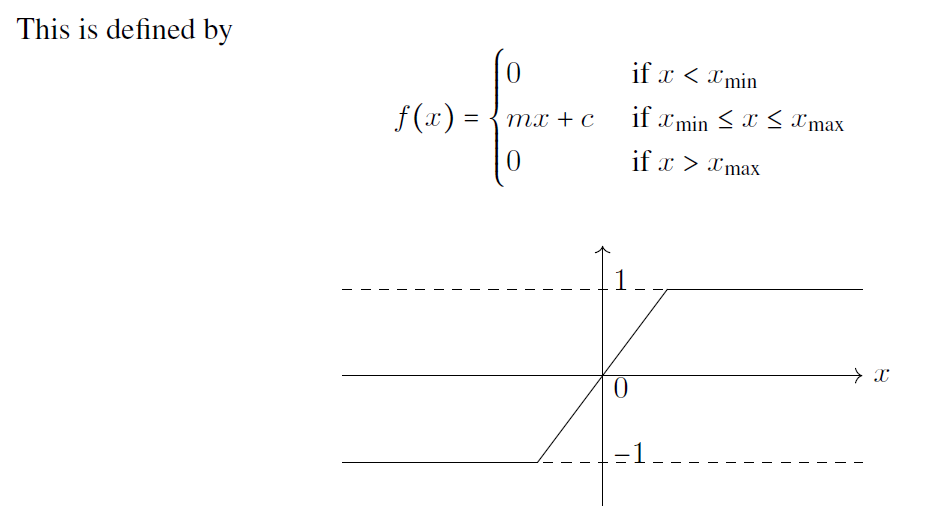 This is defined by
0 if x < x_min
f(x) = { mx + c if x_min ≤ x ≤ x_max
0 if x > x_max
1
x
0
−1